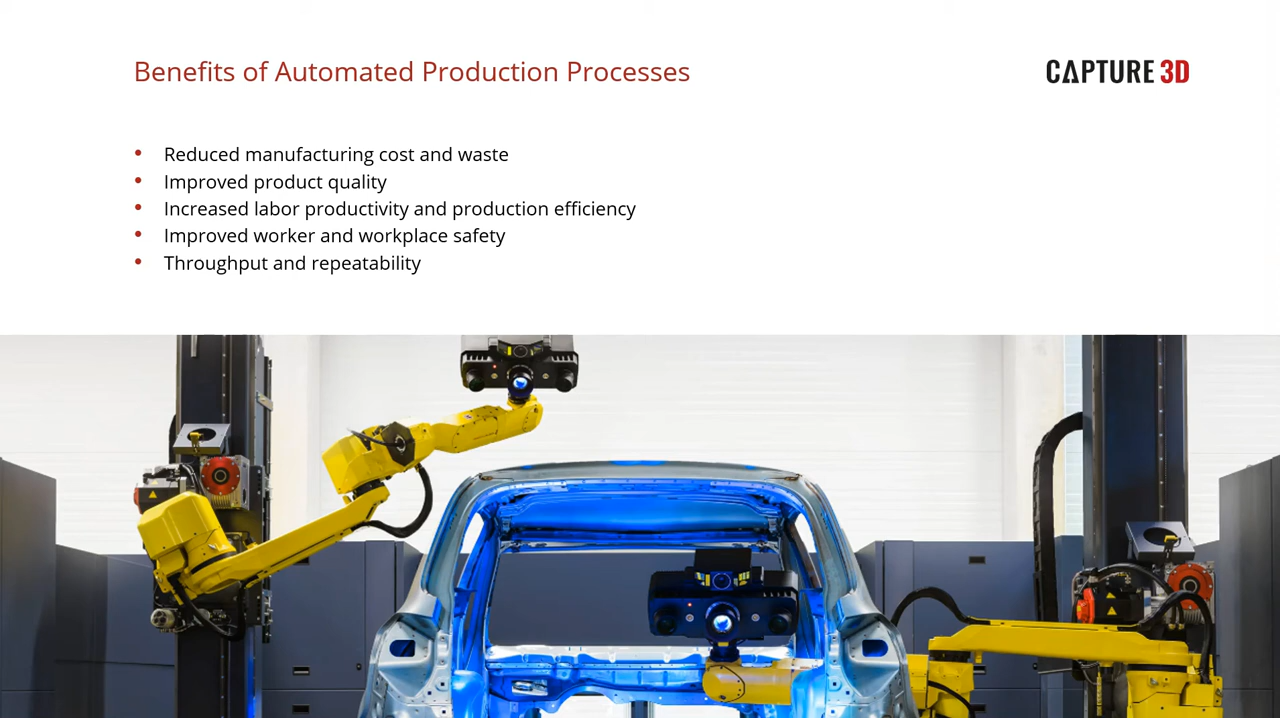 Benefits of Automated Production Processes
CAPTURE 3D
Reduced manufacturing cost and waste
Improved product quality
Increased labor productivity and production efficiency
Improved worker and workplace safety
Throughput and repeatability